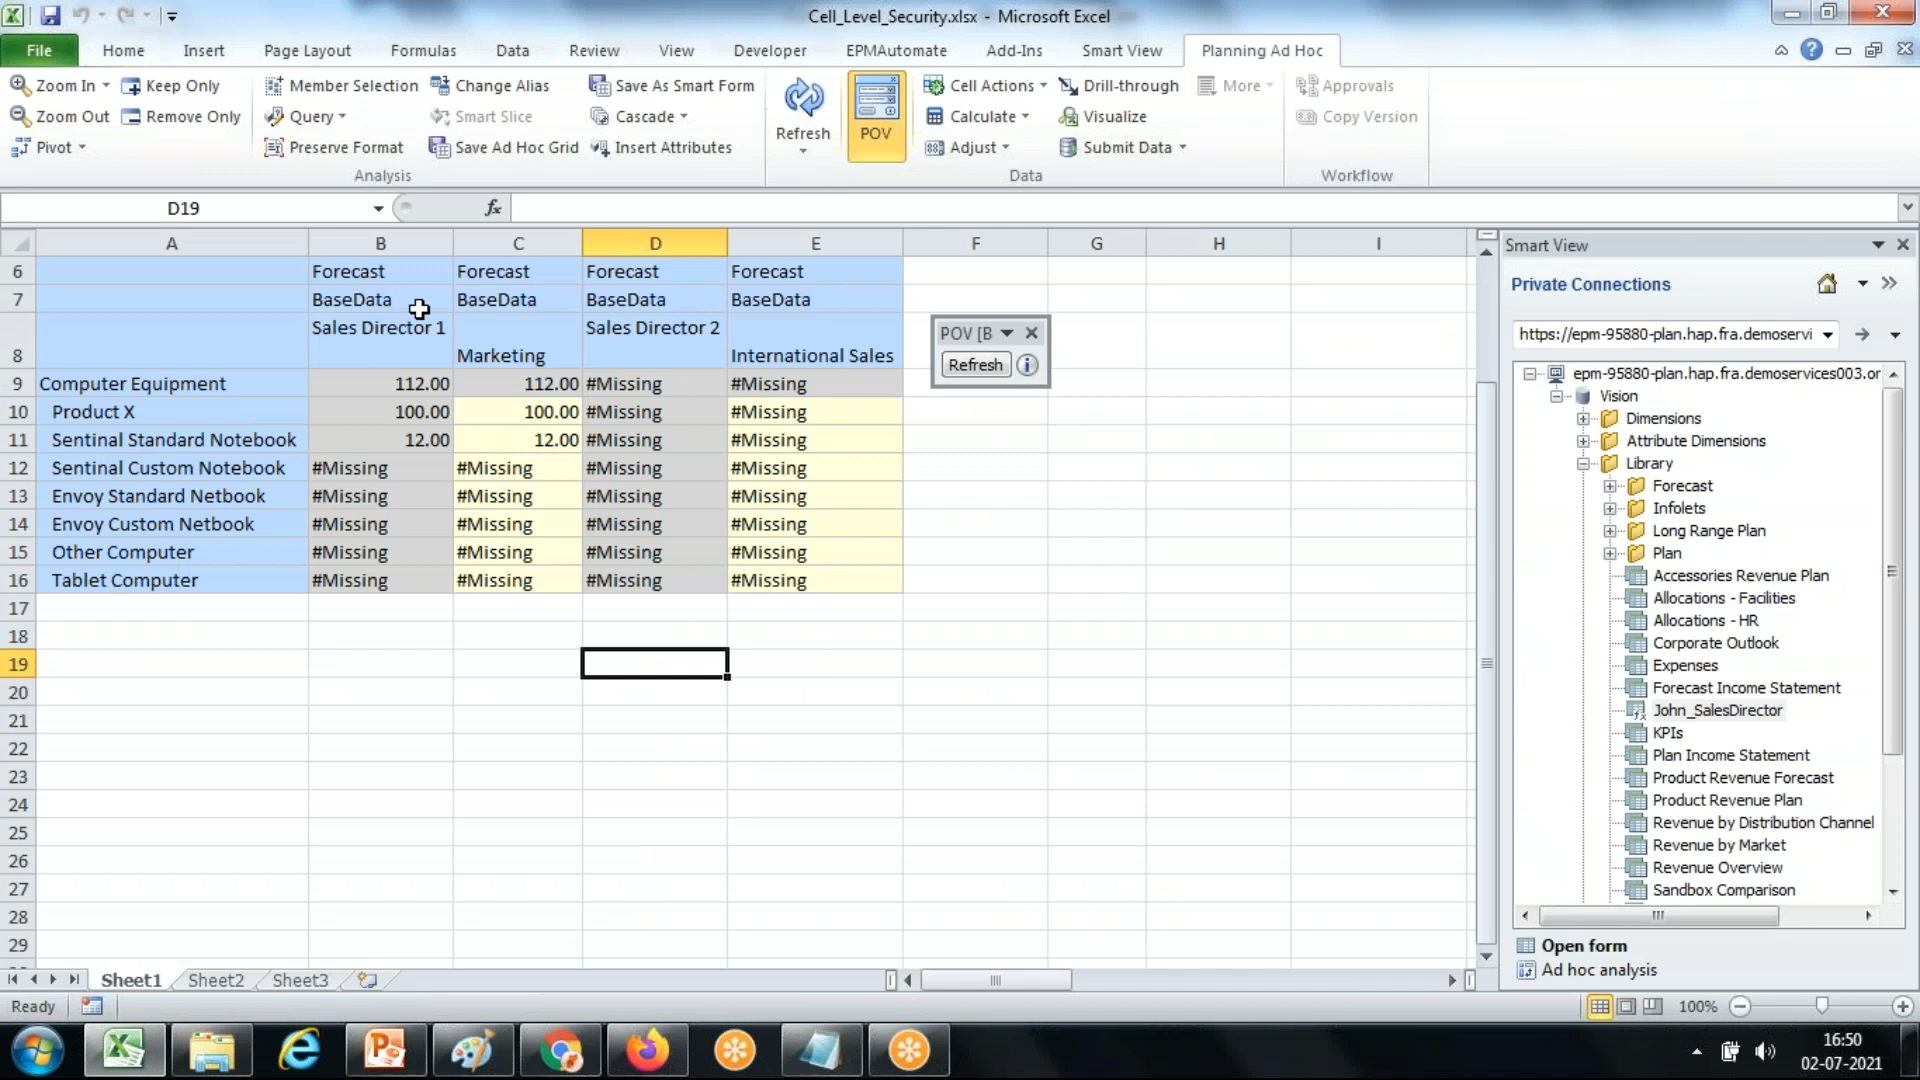 Cell_Level_Security.xlsx - Microsoft Excel
File Home Insert Page Layout Formulas Data Review View Developer EPMAutomate Add-Ins Smart View Planning Ad Hoc
Zoom In Keep Only Member Selection Change Alias Save As Smart Form Cell Actions Drill-through More Approvals
Zoom Out Remove Only Query Smart Slice Cascade Refresh POV Calculate Visualize Copy Version
Pivot Preserve Format Save Ad Hoc Grid Insert Attributes Adjust Submit Data
Analysis Data Workflow
D19 fx
A B C D E F G H I
6 Forecast Forecast Forecast Forecast
7 BaseData BaseData BaseData BaseData
Sales Director 1 Sales Director 2
8 Marketing International Sales
9 Computer Equipment 112.00 112.00 #Missing #Missing
10 Product X 100.00 100.00 #Missing #Missing
11 Sentinal Standard Notebook 12.00 12.00 #Missing #Missing
12 Sentinal Custom Notebook #Missing #Missing #Missing #Missing
13 Envoy Standard Netbook #Missing #Missing #Missing #Missing
14 Envoy Custom Netbook #Missing #Missing #Missing #Missing
15 Other Computer #Missing #Missing #Missing #Missing
16 Tablet Computer #Missing #Missing #Missing #Missing
17
18
19
20
21
22
23
24
25
26
27
28
29
POV [B
Refresh
Smart View
Private Connections
https://epm-95880-plan.hap.fra.demoservi
epm-95880-plan.hap.fra.demoservices003.or
Vision
Dimensions
Attribute Dimensions
Library
Forecast
Infolets
Long Range Plan
Plan
Accessories Revenue Plan
Allocations - Facilities
Allocations - HR
Corporate Outlook
Expenses
Forecast Income Statement
John_SalesDirector
KPIs
Plan Income Statement
Product Revenue Forecast
Product Revenue Plan
Revenue by Distribution Channel
Revenue by Market
Revenue Overview
Sandbox Comparison
Open form
Ad hoc analysis
Sheet1 Sheet2 Sheet3
Ready 100%
16:50
02-07-2021